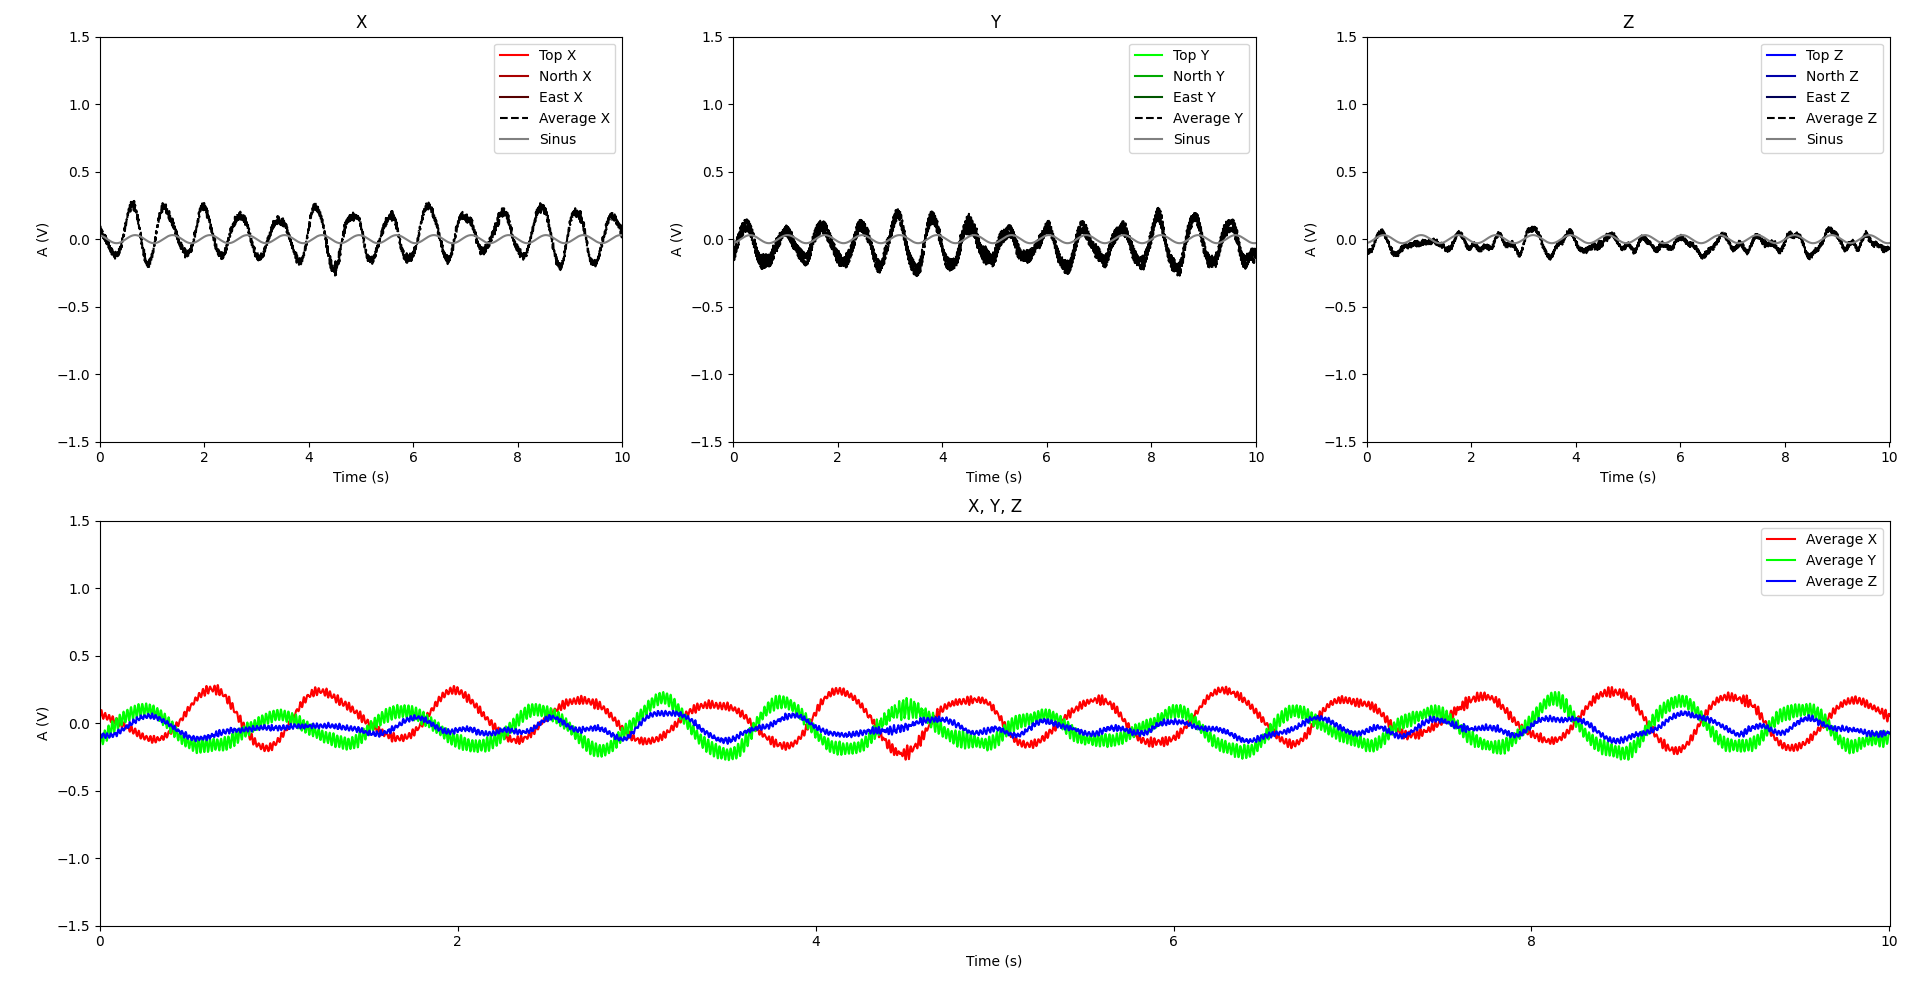 X
1.5
1.0
0.5
0.0
−0.5
−1.0
−1.5
A (V)
0 2 4 6 8 10
Time (s)
Top X
North X
East X
Average X
Sinus
Y
1.5
1.0
0.5
0.0
−0.5
−1.0
−1.5
A (V)
0 2 4 6 8 10
Time (s)
Top Y
North Y
East Y
Average Y
Sinus
Z
1.5
1.0
0.5
0.0
−0.5
−1.0
−1.5
A (V)
0 2 4 6 8 10
Time (s)
Top Z
North Z
East Z
Average Z
Sinus
X, Y, Z
1.5
1.0
0.5
0.0
−0.5
−1.0
−1.5
A (V)
0 2 4 6 8 10
Time (s)
Average X
Average Y
Average Z